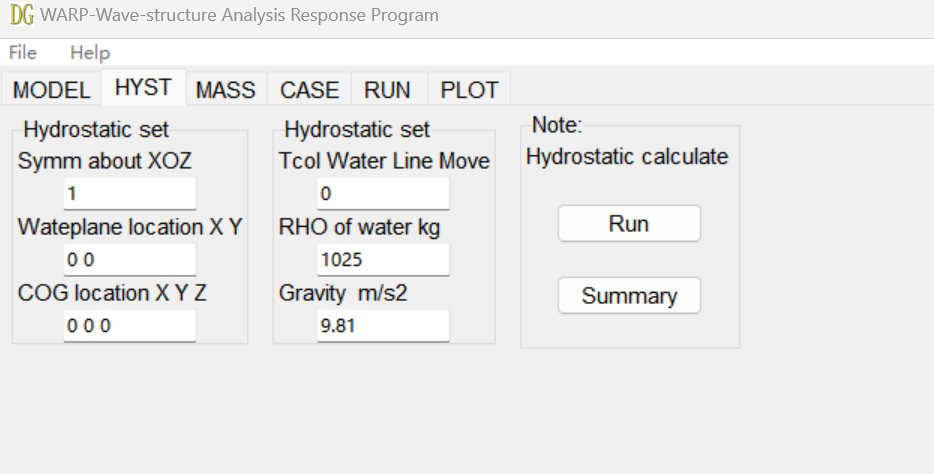 DG WARP-Wave-structure Analysis Response Program
File Help
MODEL HYST MASS CASE RUN PLOT
Hydrostatic set
Symm about XOZ
1
Wateplane location X Y
0 0
COG location X Y Z
0 0 0
Hydrostatic set
Tcol Water Line Move
0
RHO of water kg
1025
Gravity m/s2
9.81
Note:
Hydrostatic calculate
Run
Summary